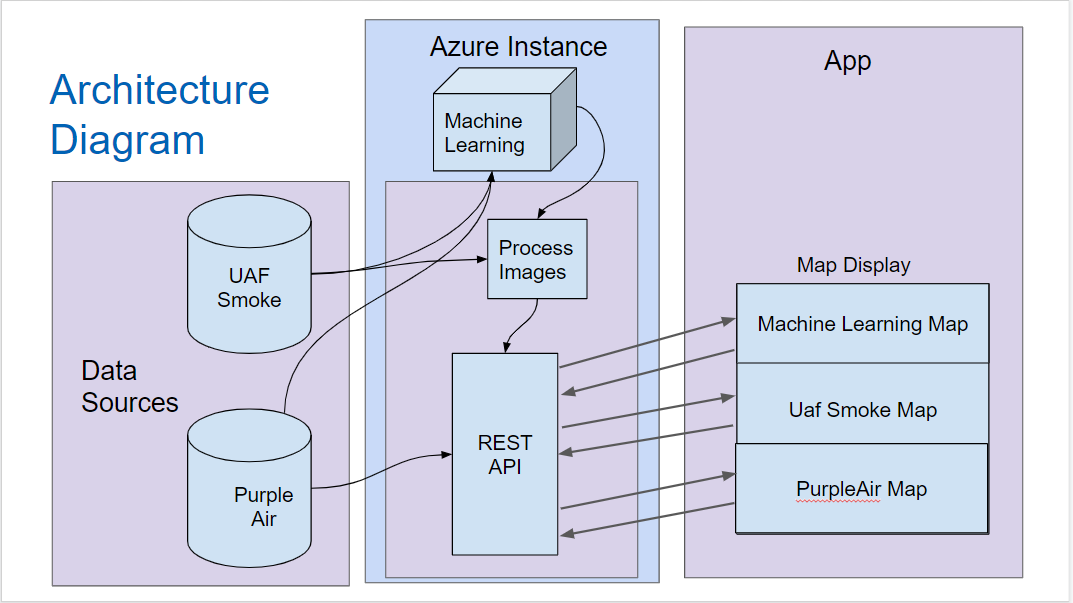 Architecture
Diagram
Data
Sources
UAF
Smoke
Purple
Air
Azure Instance
Machine
Learning
Process
Images
REST
API
App
Map Display
Machine Learning Map
Uaf Smoke Map
PurpleAir Map